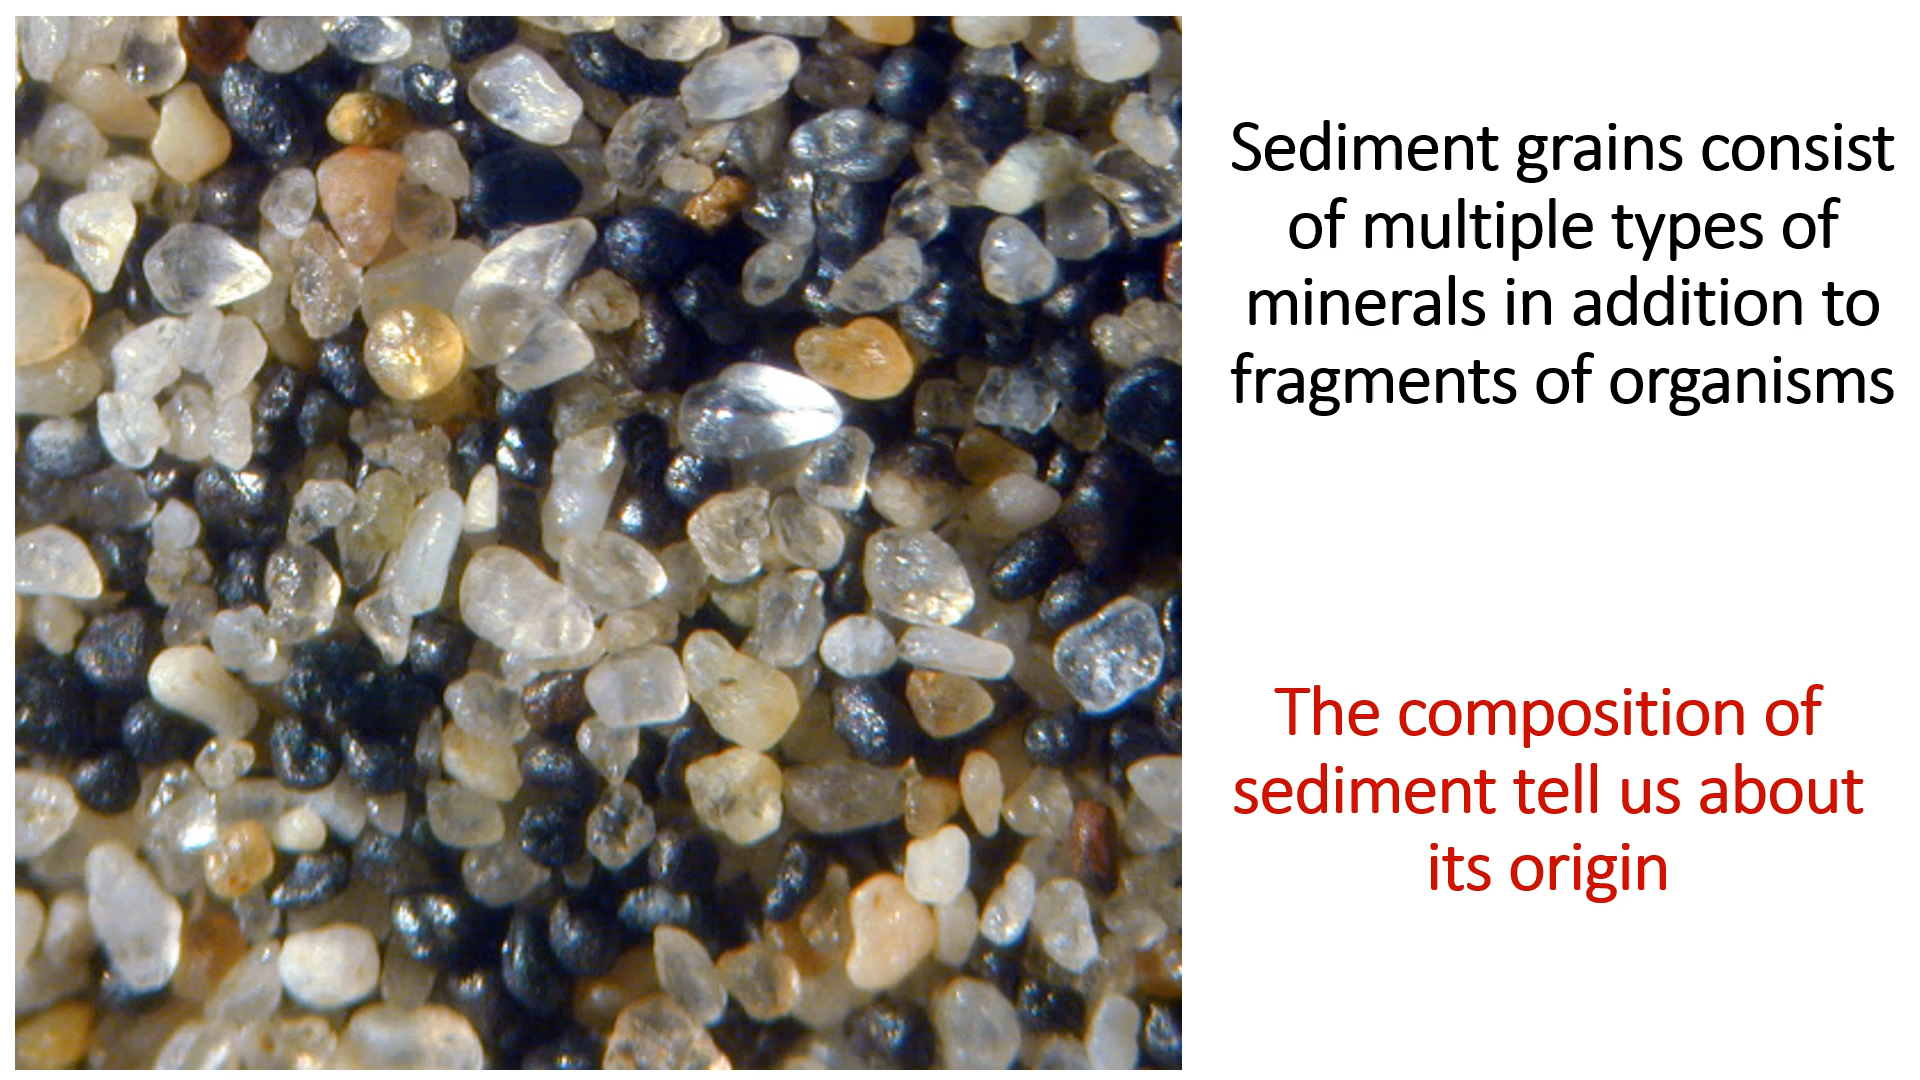 Sediment grains consist
of multiple types of
minerals in addition to
fragments of organisms
The composition of
sediment tell us about
its origin